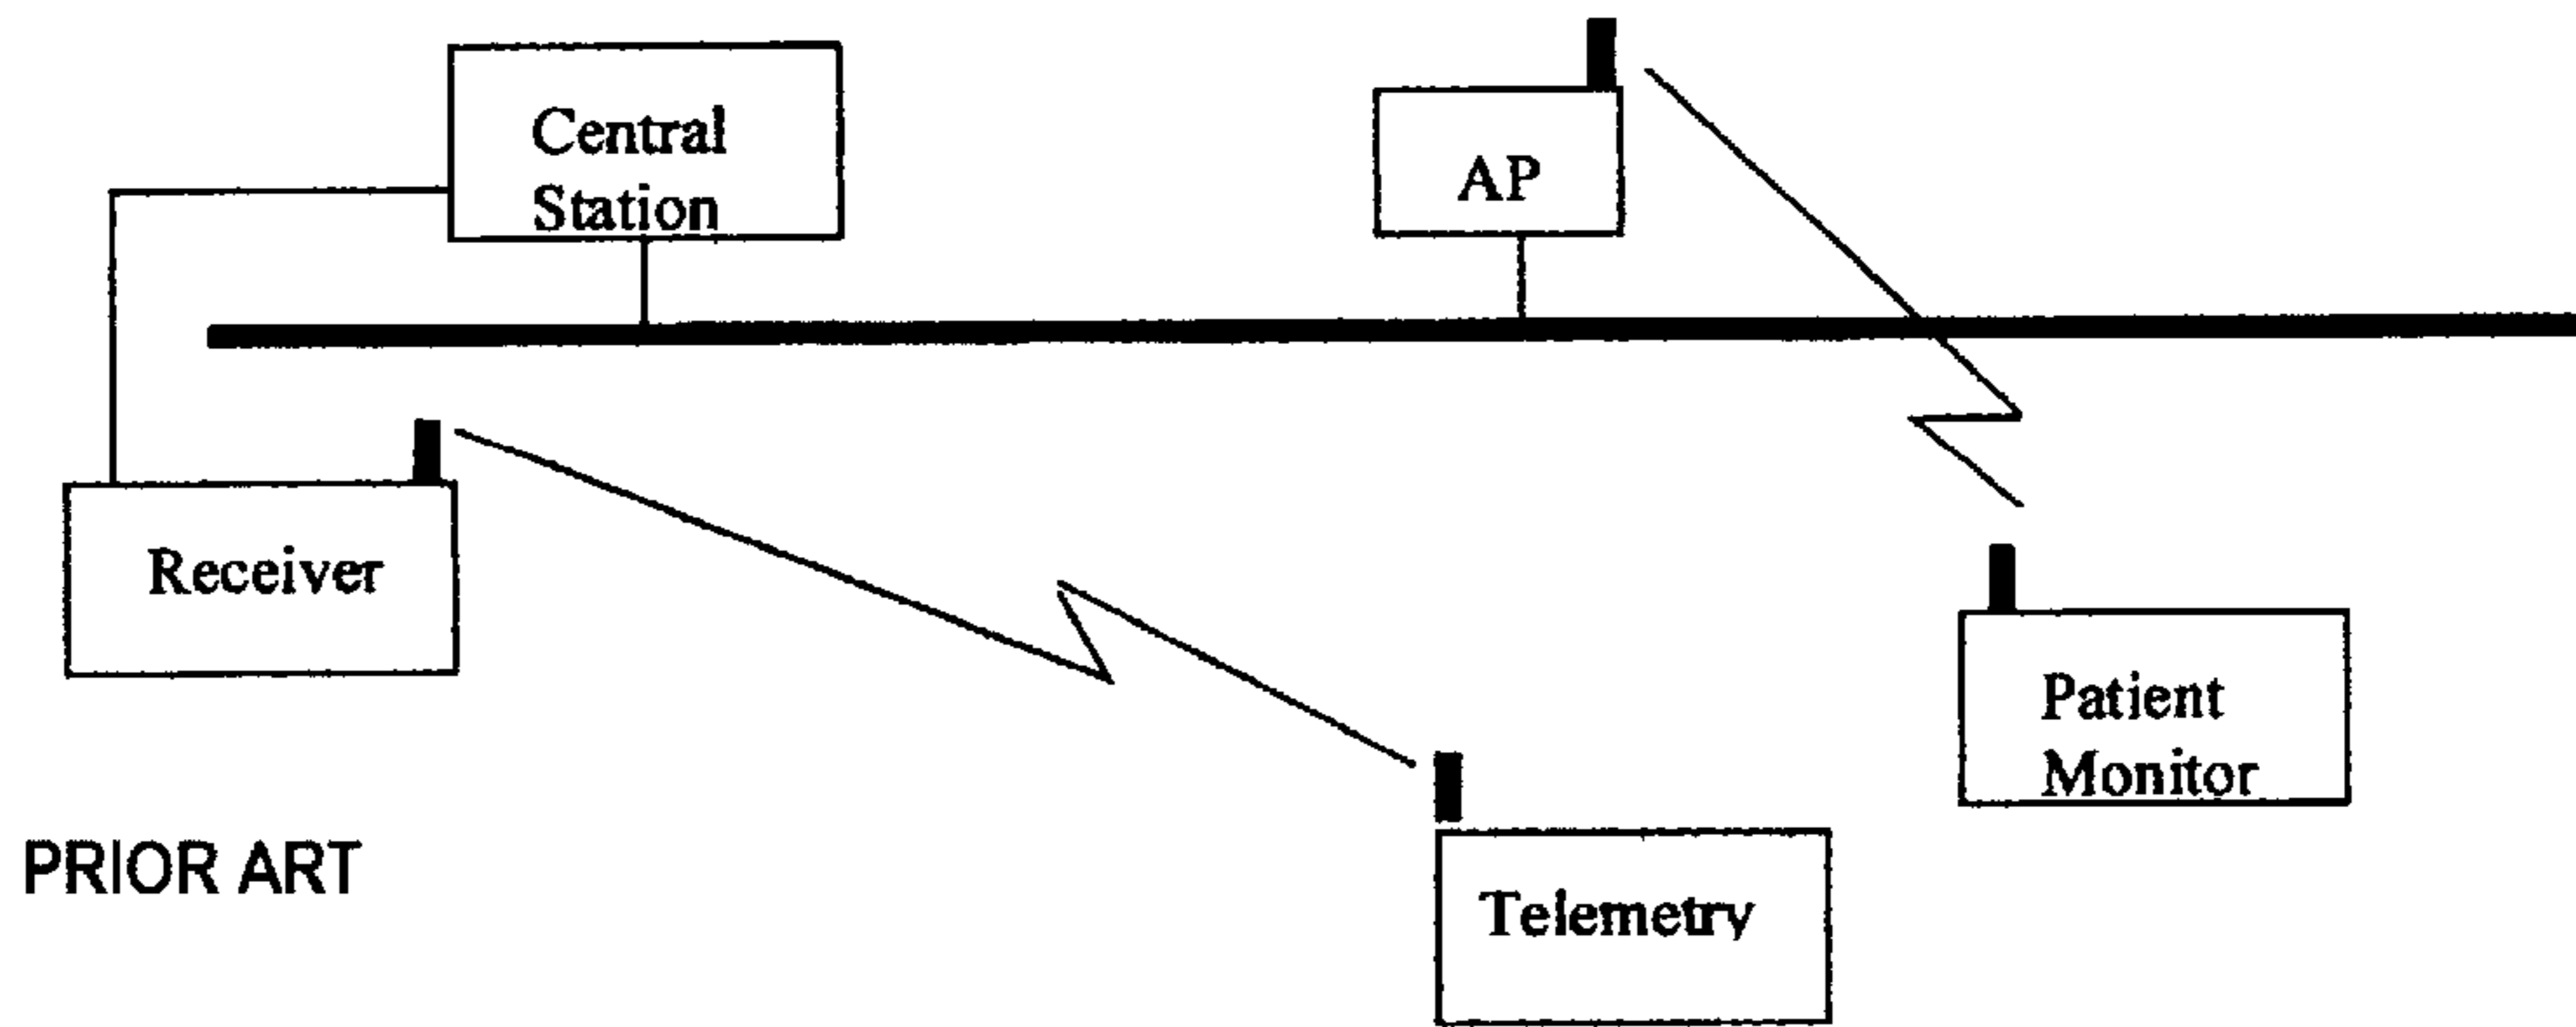 Central
Station
AP
Receiver
Patient
Monitor
PRIOR ART
Telemetry